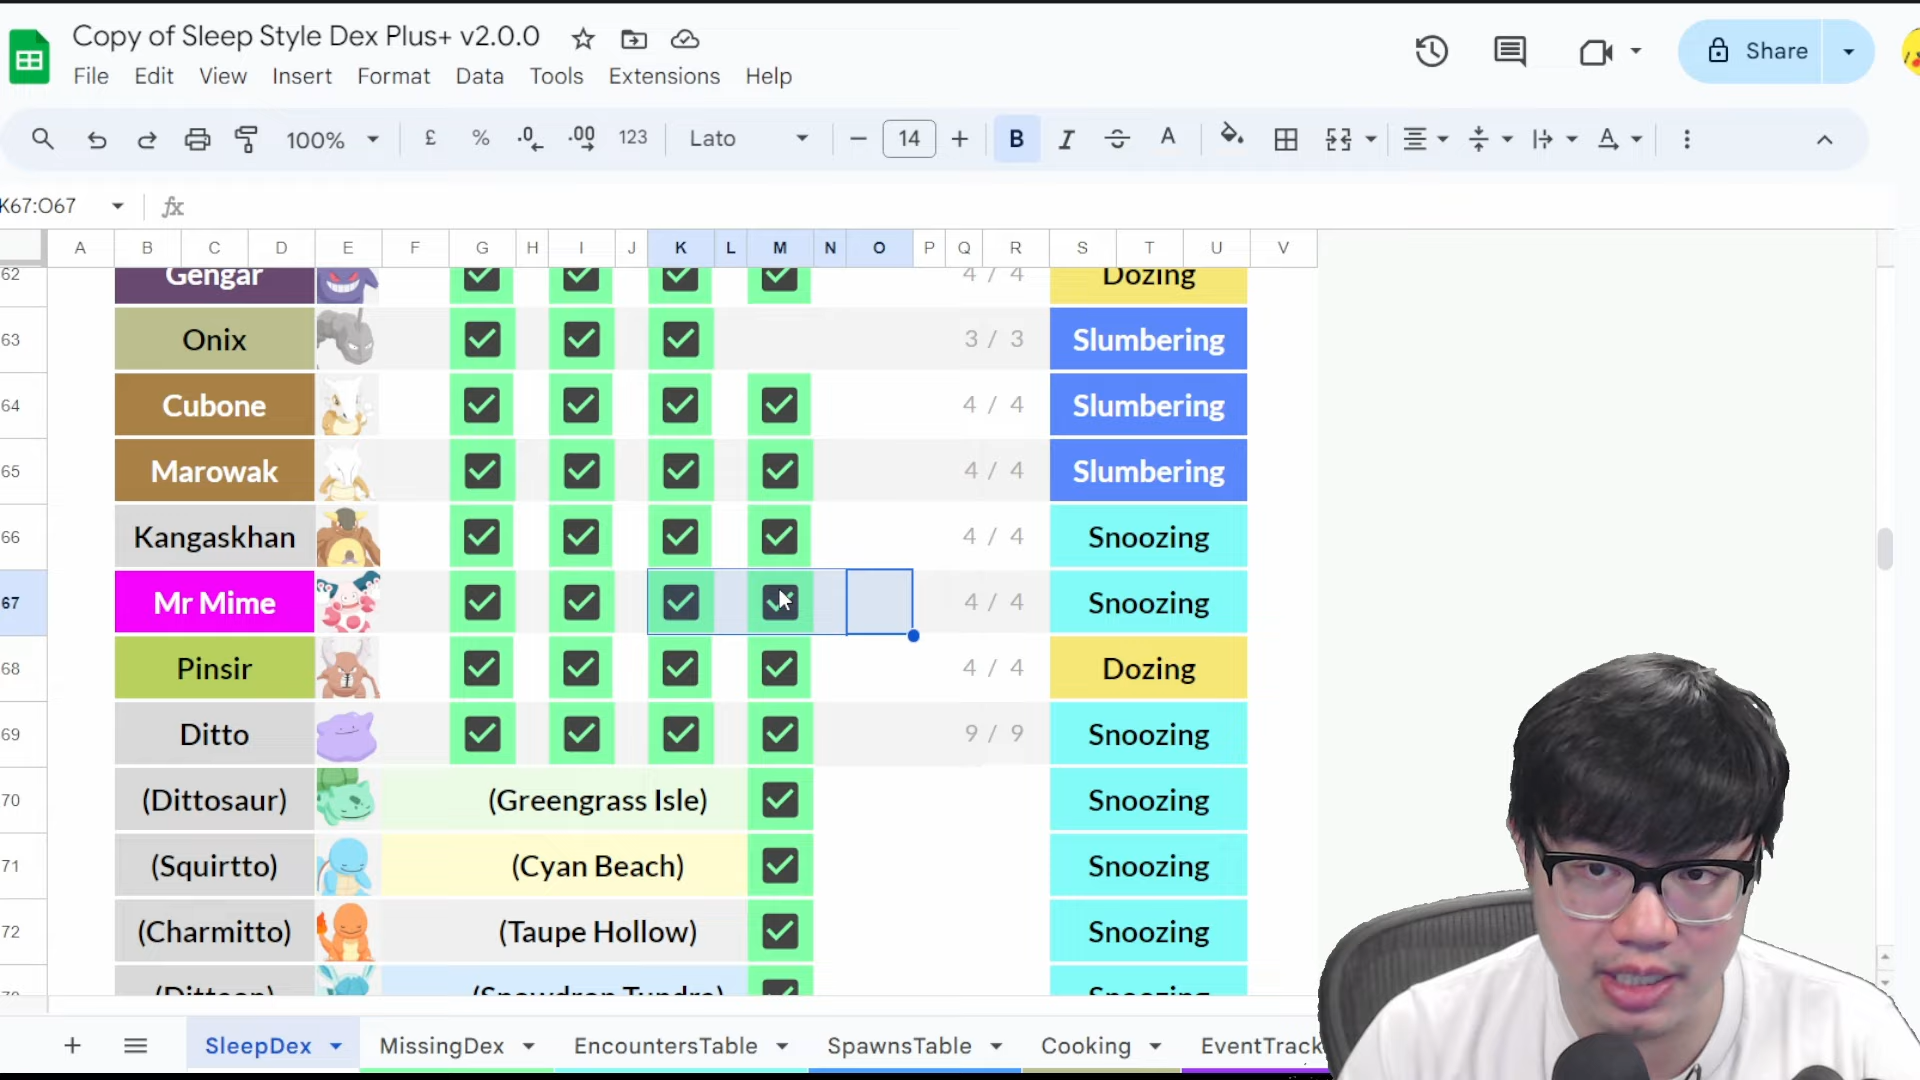 Copy of Sleep Style Dex Plus+ v2.0.0
File Edit View Insert Format Data Tools Extensions Help
Share
100% £ % .0 .00 123 Lato 14 B I A A
K67:O67 fx
A B C D E F G H I J K L M N O P Q R S T U V
62 Gengar 4 / 4 Dozing
63 Onix 3 / 3 Slumbering
64 Cubone 4 / 4 Slumbering
65 Marowak 4 / 4 Slumbering
66 Kangaskhan 4 / 4 Snoozing
67 Mr Mime 4 / 4 Snoozing
68 Pinsir 4 / 4 Dozing
69 Ditto 9 / 9 Snoozing
70 (Dittosaur) (Greengrass Isle) Snoozing
71 (Squirtto) (Cyan Beach) Snoozing
72 (Charmitto) (Taupe Hollow) Snoozing
(Snowdrop Tundra) Snoozing
SleepDex MissingDex EncountersTable SpawnsTable Cooking EventTrack